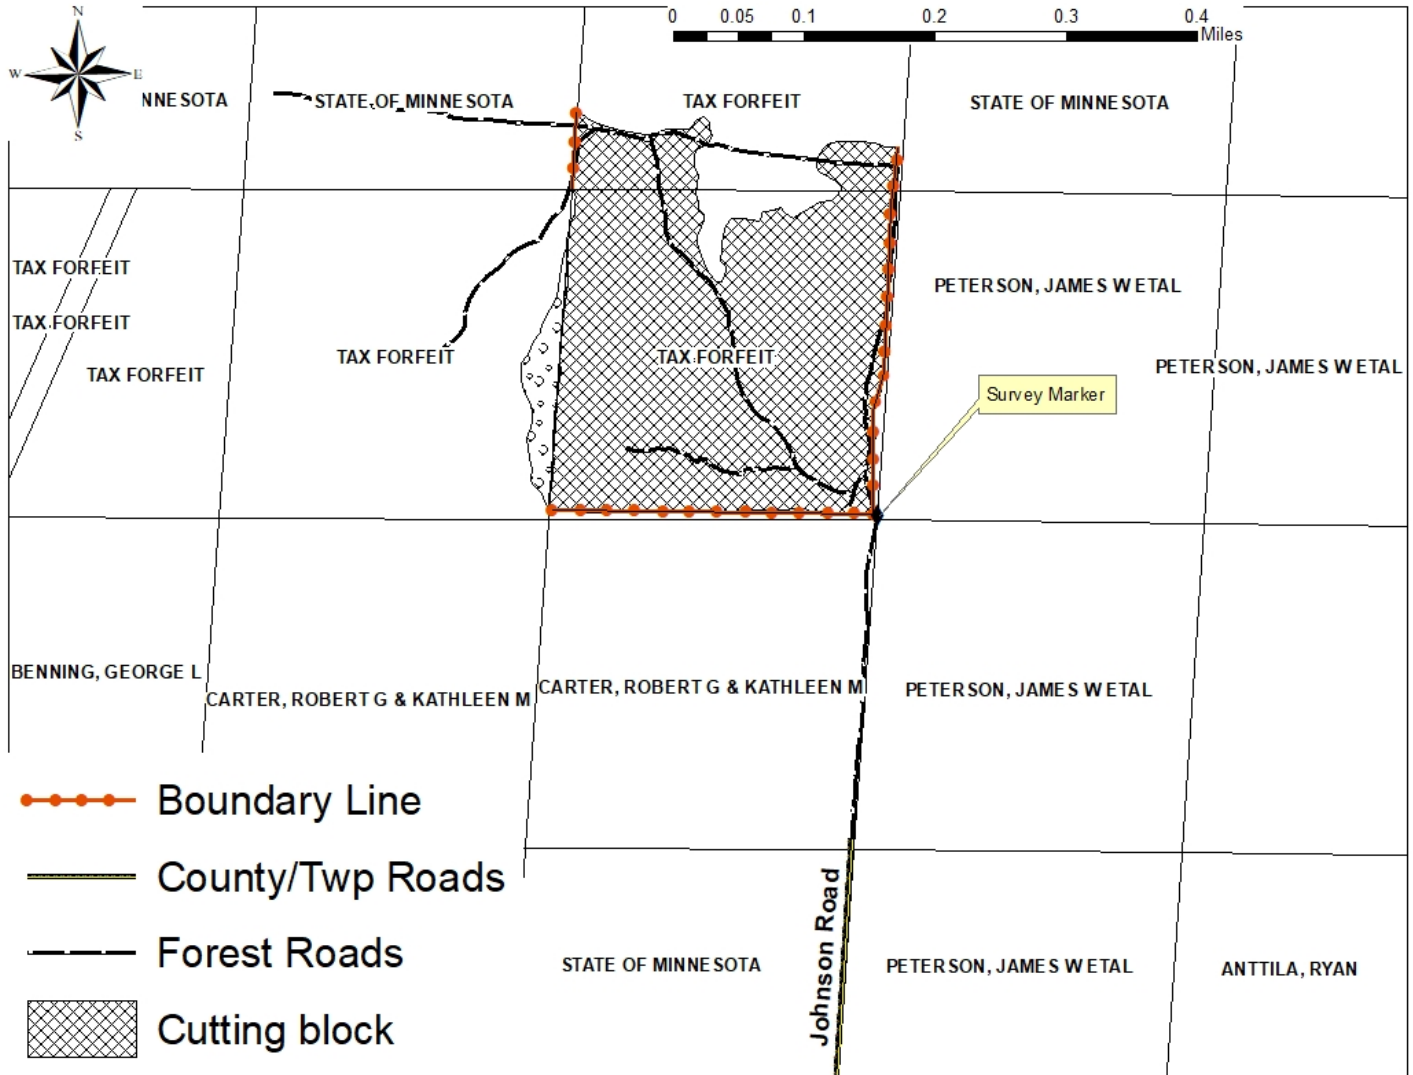 N
0 0.05 0.1 0.2 0.3 0.4
Miles
W E
S
NNESOTA
STATE OF MINNESOTA
TAX FORFEIT
STATE OF MINNESOTA
TAX FORFEIT
PETERSON, JAMES W ETAL
TAX FORFEIT
TAX FORFEIT
TAX FORFEIT
TAX FORFEIT
PETERSON, JAMES W ETAL
Survey Marker
BENNING, GEORGE L
CARTER, ROBERT G & KATHLEEN M
CARTER, ROBERT G & KATHLEEN M
PETERSON, JAMES W ETAL
Boundary Line
County/Twp Roads
Forest Roads
Cutting block
Johnson Road
STATE OF MINNESOTA
PETERSON, JAMES W ETAL
ANTTILA, RYAN